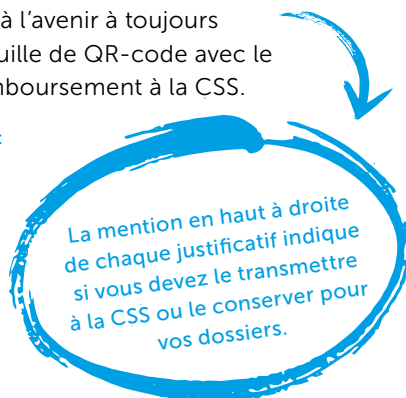 à l’avenir à toujours
uille de QR-code avec le
nboursement à la CSS.
:
La mention en haut à droite
de chaque justificatif indique
si vous devez le transmettre
à la CSS ou le conserver pour
vos dossiers.